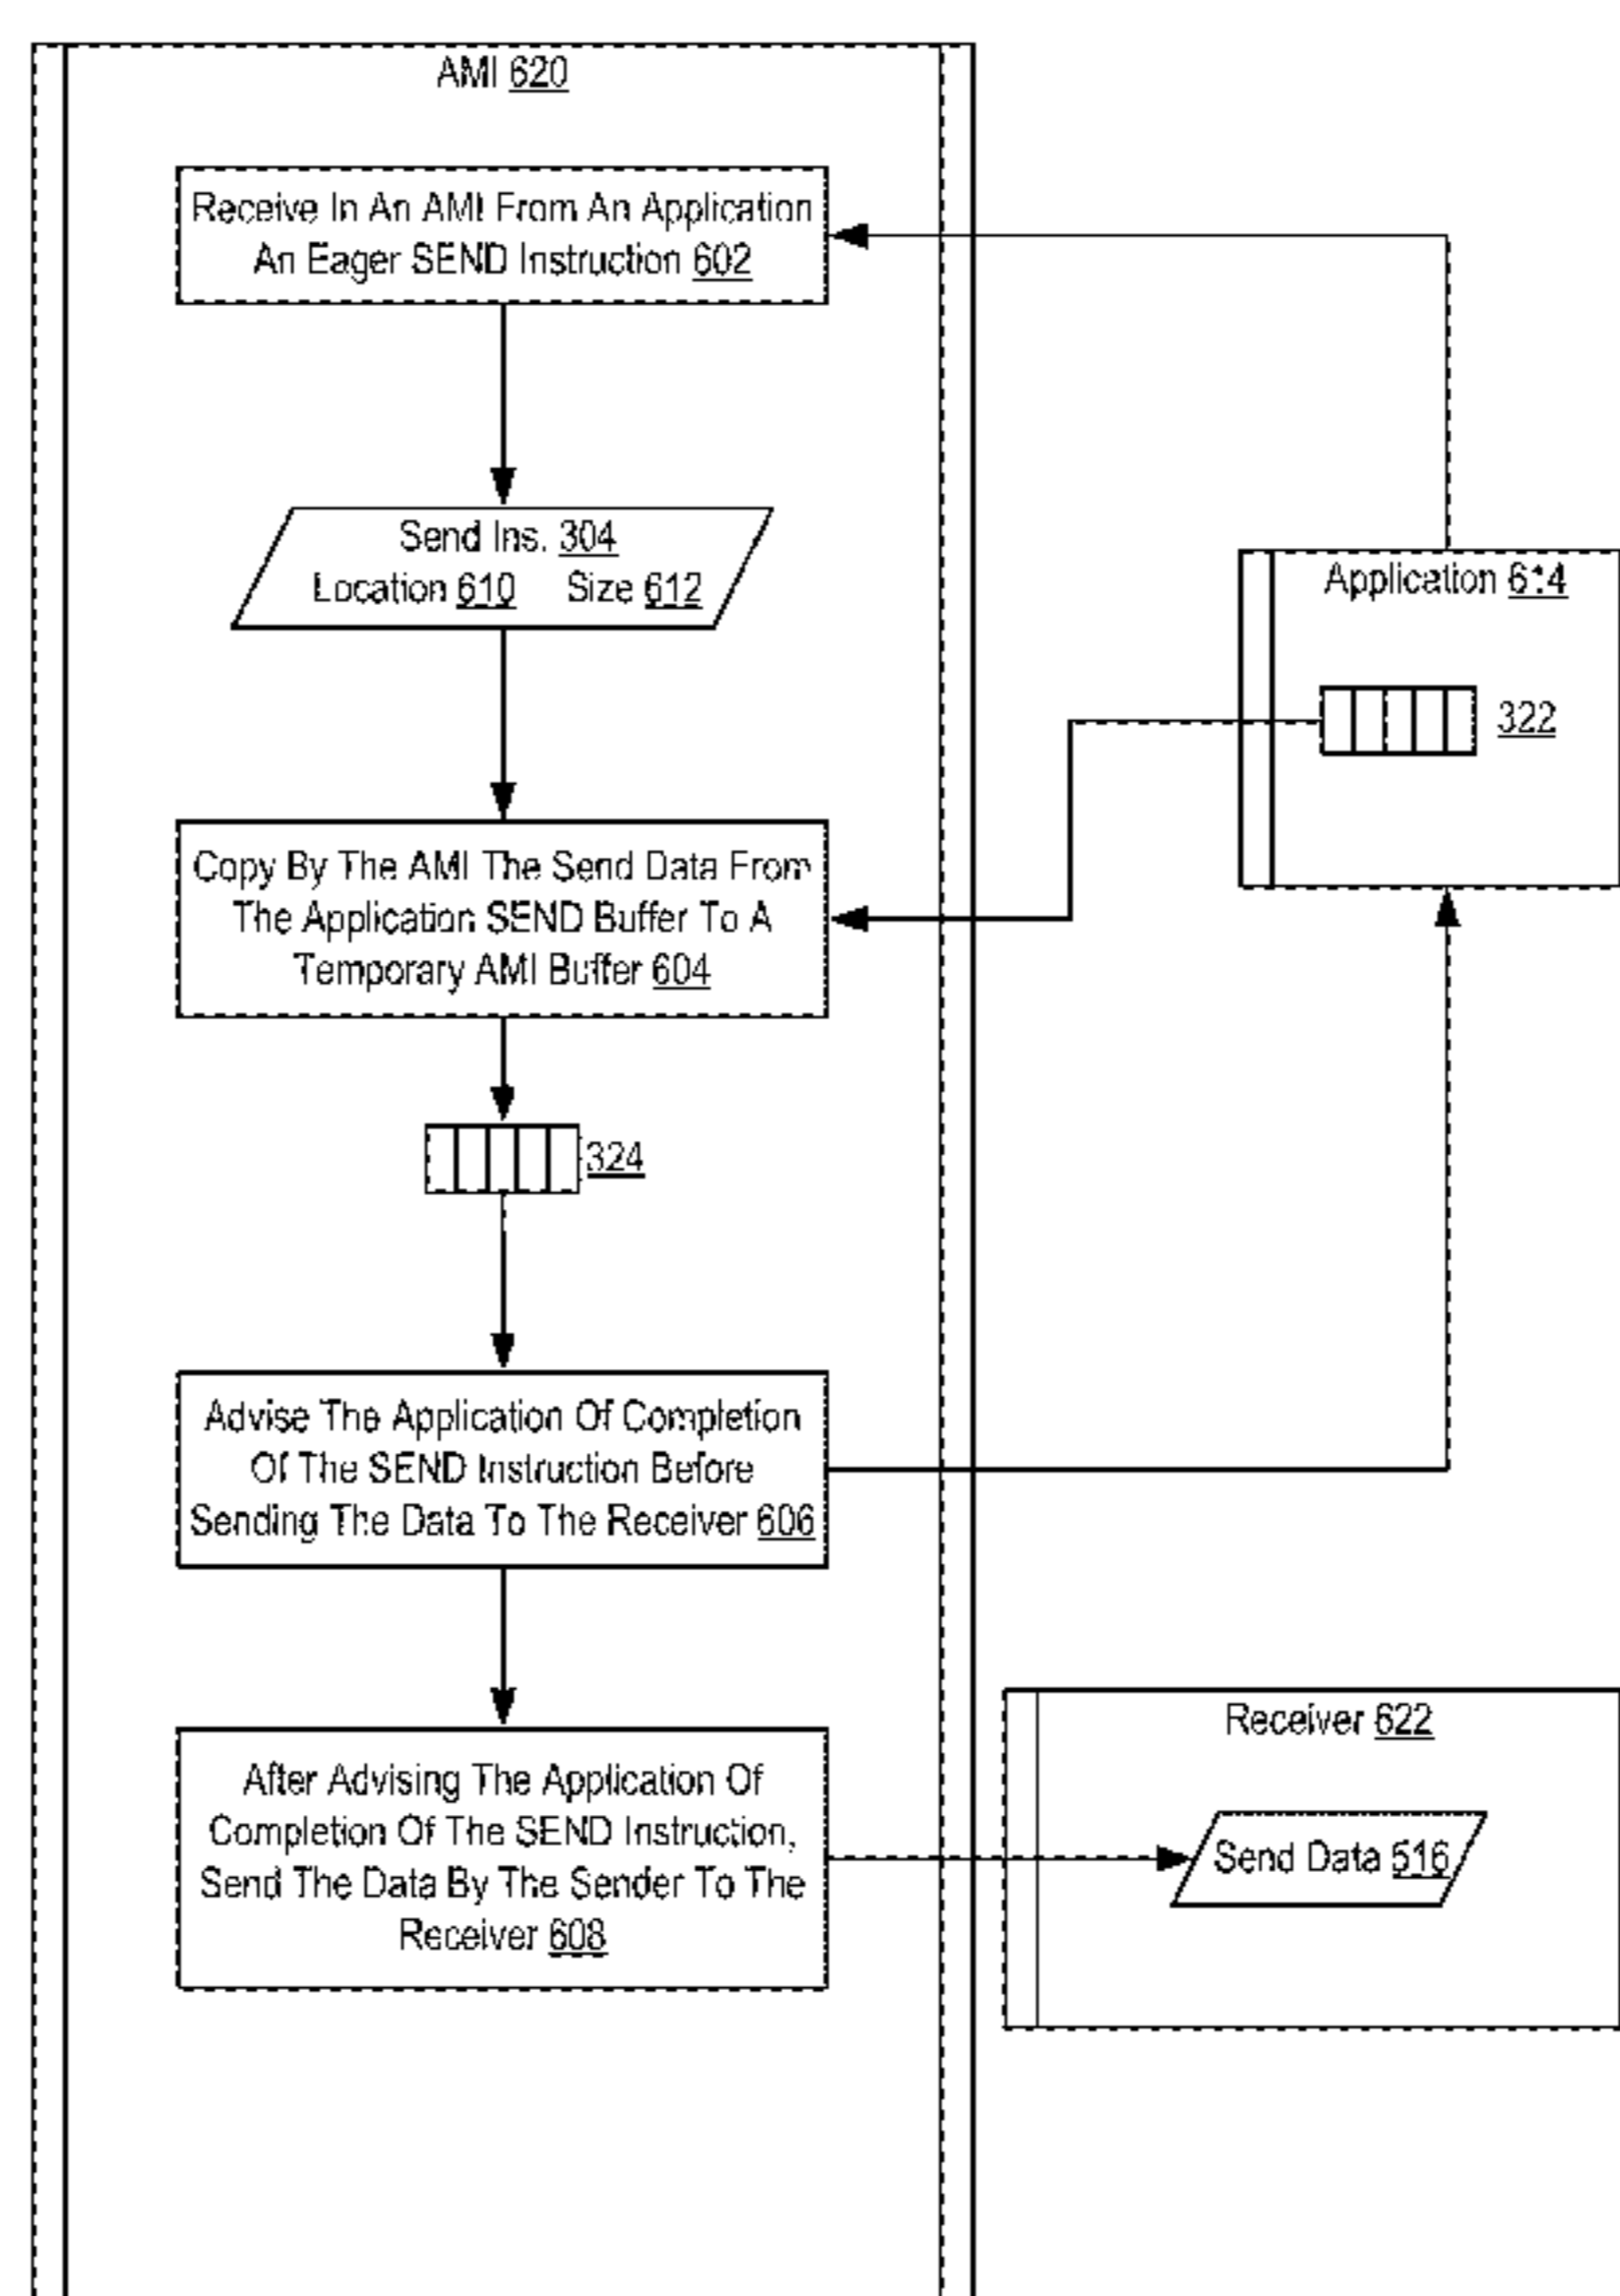 AMI 620
Receive In An AMI From An Application
An Eager SEND Instruction 602
Send Ins. 304
Location 610 Size 612
Application 614
322
Copy By The AMI The Send Data From
The Application SEND Buffer To A
Temporary AMI Buffer 604
324
Advise The Application Of Completion
Of The SEND Instruction Before
Sending The Data To The Receiver 606
Receiver 622
After Advising The Application Of
Completion Of The SEND Instruction,
Send The Data By The Sender To The
Receiver 608
Send Data 516